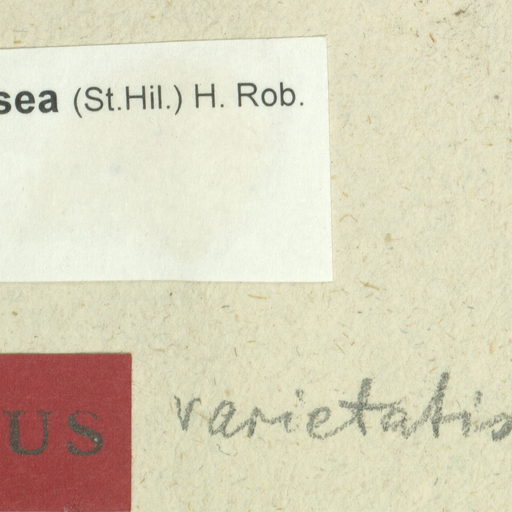 sea (St.Hil.) H. Rob.
US varietatis